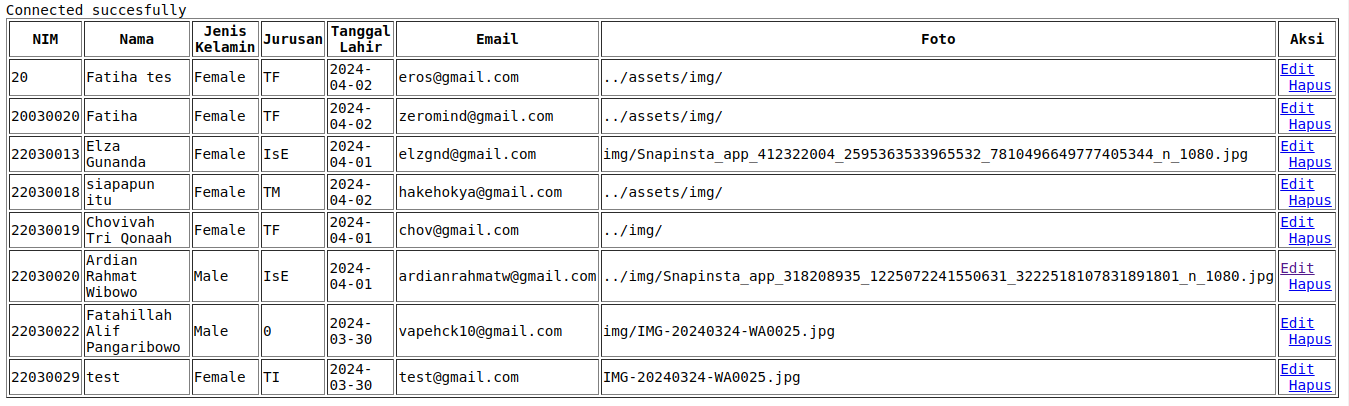 Connected succesfully
NIM Nama Jenis Kelamin Jurusan Tanggal Lahir Email Foto Aksi
20 Fatiha tes Female TF 2024-04-02 eros@gmail.com ../assets/img/ Edit Hapus
20030020 Fatiha Female TF 2024-04-02 zeromind@gmail.com ../assets/img/ Edit Hapus
22030013 Elza Gunanda Female IsE 2024-04-01 elzgnd@gmail.com img/Snapinsta_app_412322004_2595363533965532_7810496649777405344_n_1080.jpg Edit Hapus
22030018 siapapun itu Female TM 2024-04-02 hakehokya@gmail.com ../assets/img/ Edit Hapus
22030019 Chovivah Tri Qonaah Female TF 2024-04-01 chov@gmail.com ../img/ Edit Hapus
22030020 Ardian Rahmat Wibowo Male IsE 2024-04-01 ardianrahmatw@gmail.com ../img/Snapinsta_app_318208935_1225072241550631_3222518107831891801_n_1080.jpg Edit Hapus
22030022 Fatahillah Alif Pangaribowo Male 0 2024-03-30 vapehck10@gmail.com img/IMG-20240324-WA0025.jpg Edit Hapus
22030029 test Female TI 2024-03-30 test@gmail.com IMG-20240324-WA0025.jpg Edit Hapus